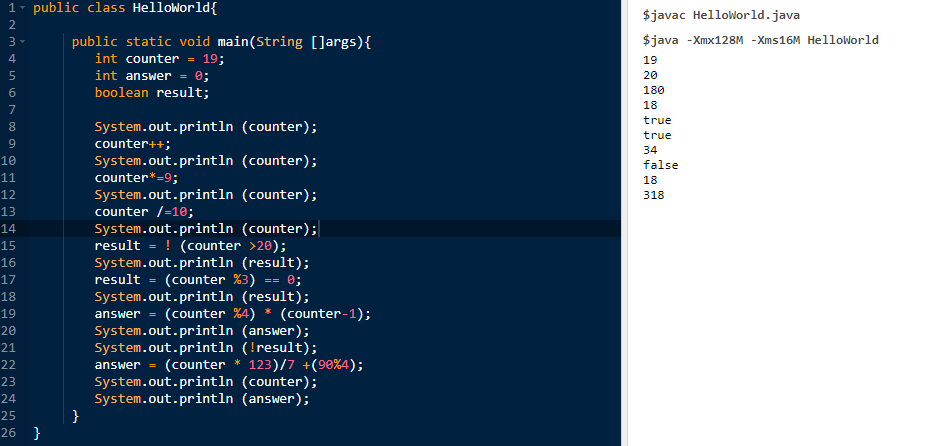 1 public class HelloWorld{
2
3 public static void main(String []args){
4 int counter = 19;
5 int answer = 0;
6 boolean result;
7
8 System.out.println (counter);
9 counter++;
10 System.out.println (counter);
11 counter*=9;
12 System.out.println (counter);
13 counter /=10;
14 System.out.println (counter);
15 result = ! (counter >20);
16 System.out.println (result);
17 result = (counter %3) == 0;
18 System.out.println (result);
19 answer = (counter %4) * (counter-1);
20 System.out.println (answer);
21 System.out.println (!result);
22 answer = (counter * 123)/7 +(90%4);
23 System.out.println (counter);
24 System.out.println (answer);
25 }
26 }
$javac HelloWorld.java
$java -Xmx128M -Xms16M HelloWorld
19
20
180
18
true
true
34
false
18
318